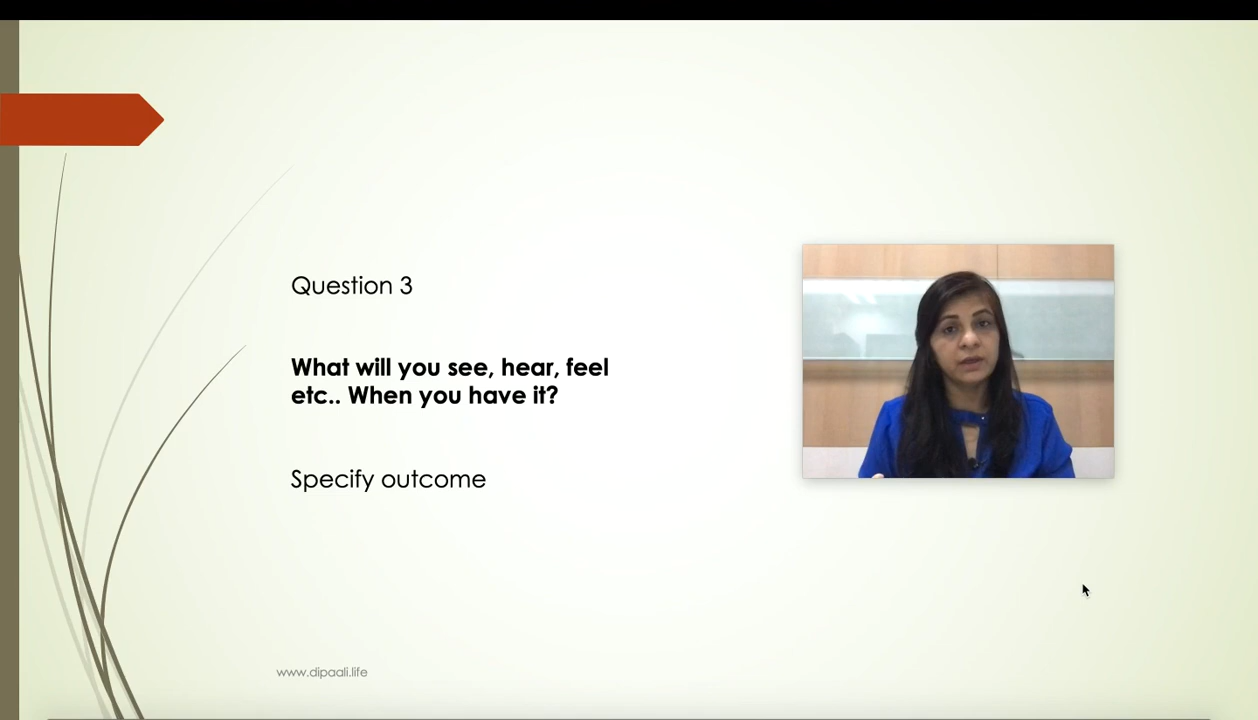 Question 3
What will you see, hear, feel
etc.. When you have it?
Specify outcome
www.dipaali.life